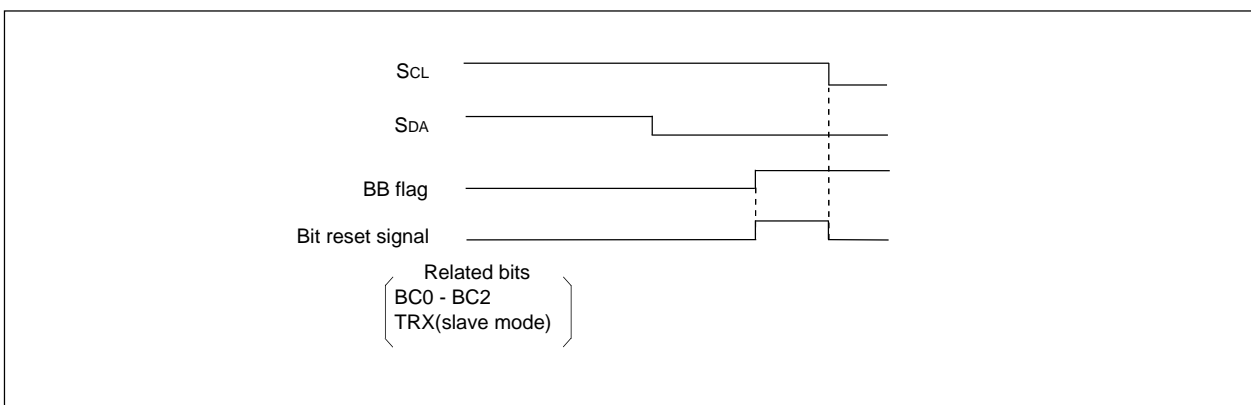 SCL
SDA
BB flag
Bit reset signal
Related bits
BC0 - BC2
TRX(slave mode)